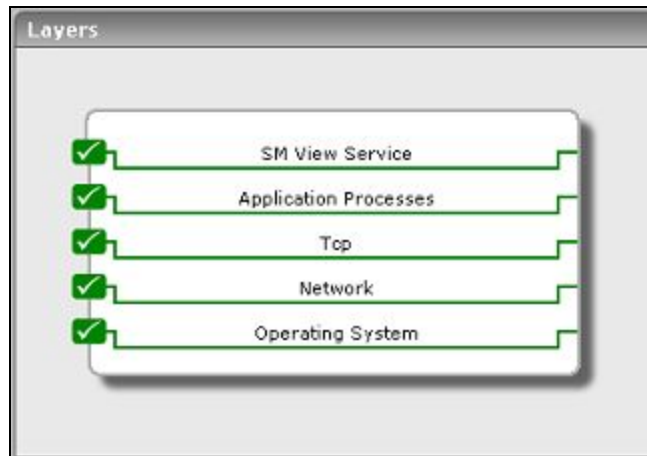 Layers
SM View Service
Application Processes
Tcp
Network
Operating System